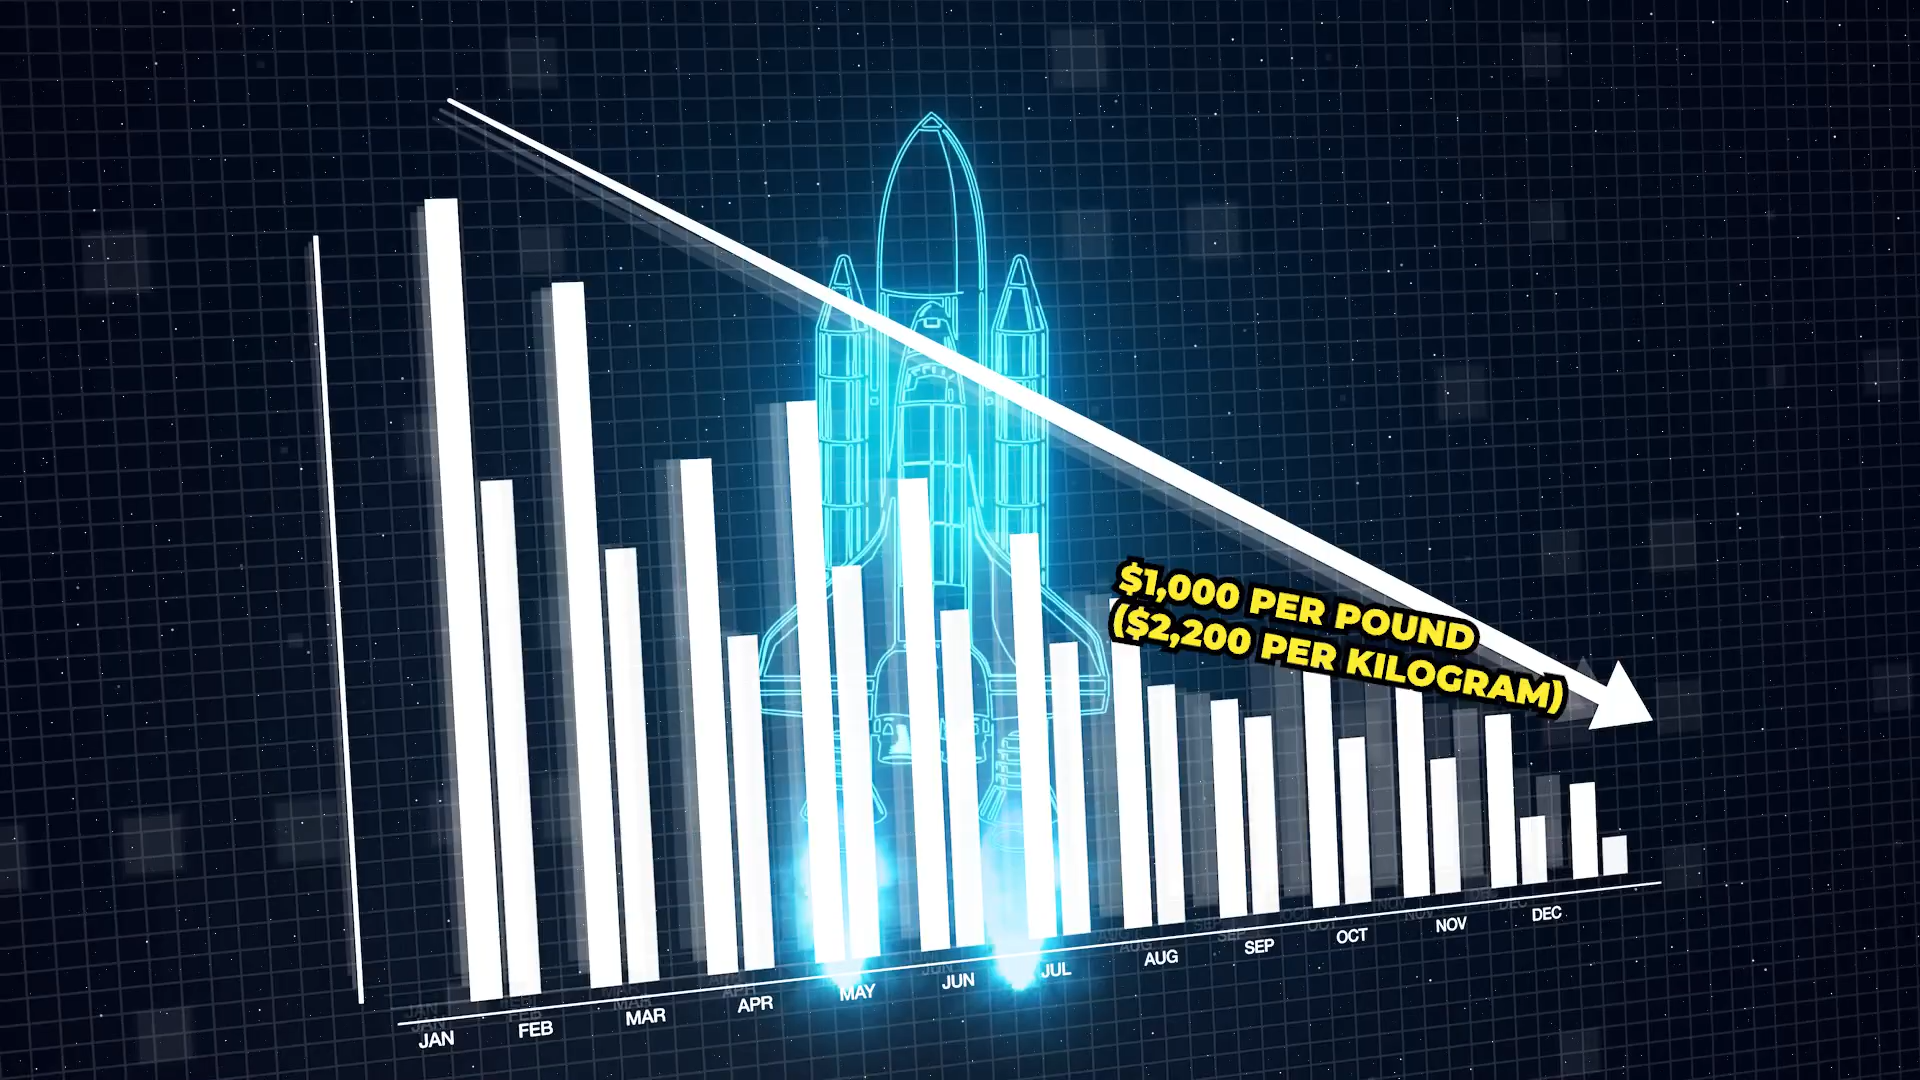 $1,000 PER POUND
($2,200 PER KILOGRAM)
JAN
FEB
MAR
APR
MAY
JUN
JUL
AUG
SEP
OCT
NOV
DEC